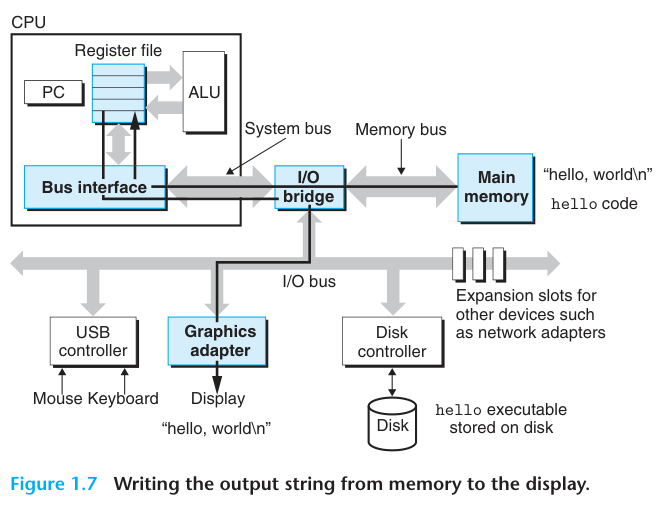 CPU
Register file
PC
ALU
System bus
Memory bus
Bus interface
I/O
bridge
Main
memory
“hello, world\n”
hello code
I/O bus
Expansion slots for
other devices such
as network adapters
USB
controller
Graphics
adapter
Disk
controller
Mouse Keyboard
Display
“hello, world\n”
Disk
hello executable
stored on disk
Figure 1.7 Writing the output string from memory to the display.